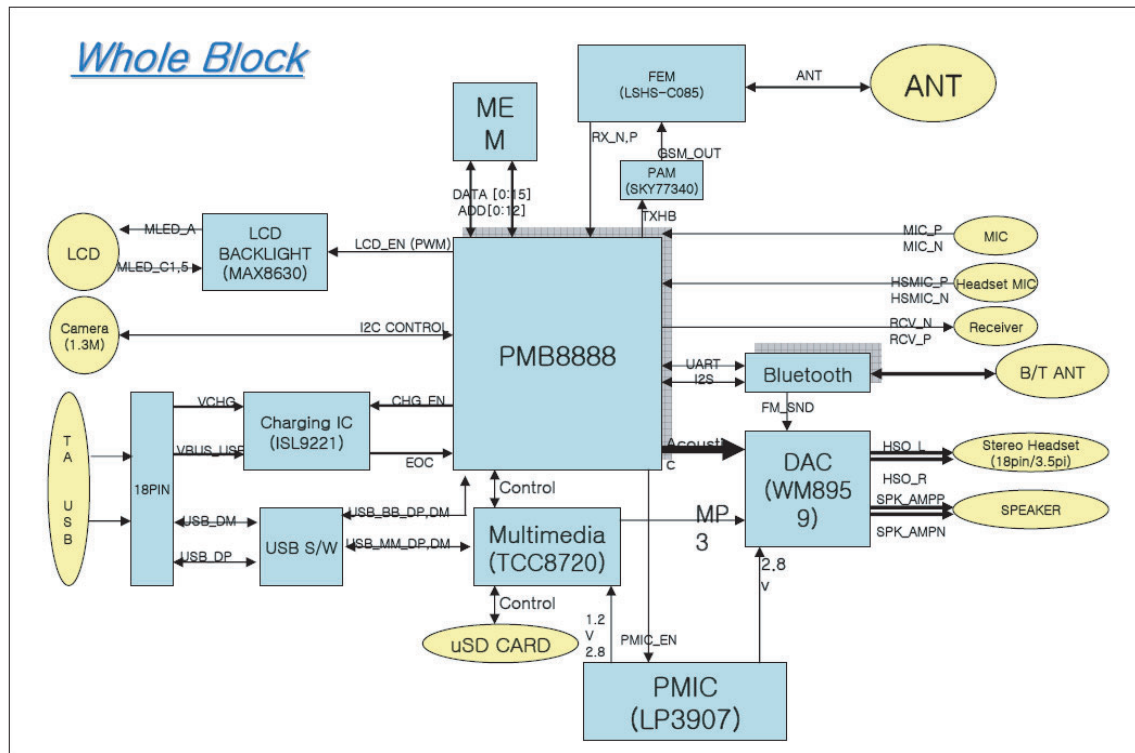 Whole Block
FEM
(LSHS-C085)
ANT
ANT
ME
M
RX_N,P
GSM_OUT
PAM
(SKY77340)
DATA [0:15]
ADD[0:12]
TXHB
LCD
MLED_A
MLED_C1,5
LCD
BACKLIGHT
(MAX8630)
LCD_EN (PWM)
MIC_P
MIC_N
MIC
HSMIC_P
HSMIC_N
Headset MIC
Camera
(1.3M)
I2C CONTROL
PMB8888
RCV_N
RCV_P
Receiver
UART
I2S
Bluetooth
B/T ANT
FM_SND
TA
USB
18PIN
VCHG
VBUS_USB
Charging IC
(ISL9221)
CHG_EN
EOC
Acousti
c
DAC
(WM895
9)
HSO_L
HSO_R
Stereo Headset
(18pin/3.5pi)
SPK_AMPP
SPK_AMPN
SPEAKER
USB_DM
USB_DP
USB S/W
USB_BB_DP,DM
USB_MM_DP,DM
Control
Multimedia
(TCC8720)
MP
3
Control
uSD CARD
1.2
V
2.8
PMIC_EN
2.8
v
PMIC
(LP3907)